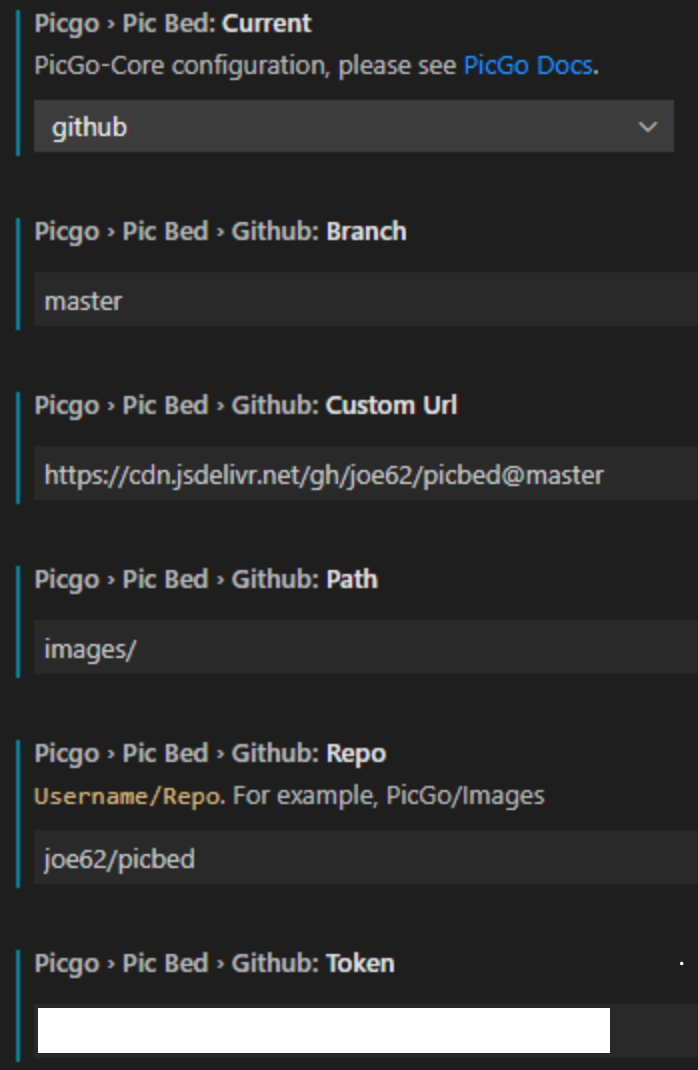 Picgo › Pic Bed: Current
PicGo-Core configuration, please see PicGo Docs.
github
Picgo › Pic Bed › Github: Branch
master
Picgo › Pic Bed › Github: Custom Url
https://cdn.jsdelivr.net/gh/joe62/picbed@master
Picgo › Pic Bed › Github: Path
images/
Picgo › Pic Bed › Github: Repo
Username/Repo. For example, PicGo/Images
joe62/picbed
Picgo › Pic Bed › Github: Token